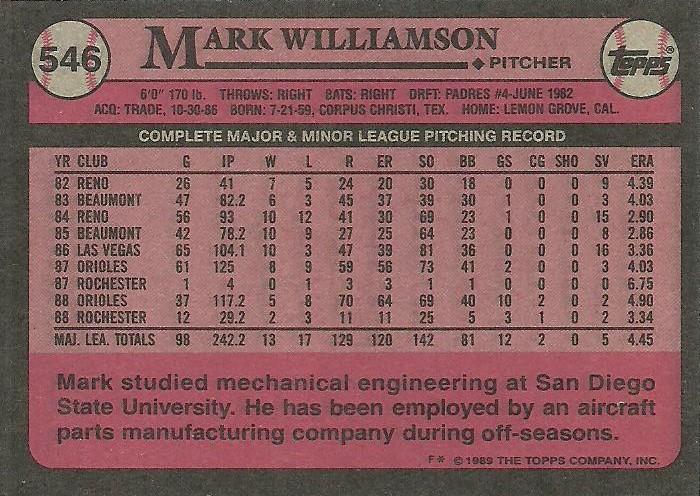 546
MARK WILLIAMSON
◆ PITCHER
Topps
6'0" 170 lb. THROWS: RIGHT BATS: RIGHT DRFT: PADRES #4-JUNE 1982
ACQ: TRADE, 10-30-86 BORN: 7-21-59, CORPUS CHRISTI, TEX. HOME: LEMON GROVE, CAL.
COMPLETE MAJOR & MINOR LEAGUE PITCHING RECORD
YR CLUB G IP W L R ER SO BB GS CG SHO SV ERA
82 RENO 26 41 7 5 24 20 30 18 0 0 0 9 4.39
83 BEAUMONT 47 82.2 6 3 45 37 39 30 1 0 0 3 4.03
84 RENO 56 93 10 12 41 30 69 23 1 0 0 15 2.90
85 BEAUMONT 42 78.2 10 9 27 25 64 23 0 0 0 8 2.86
86 LAS VEGAS 65 104.1 10 3 47 39 81 36 0 0 0 16 3.36
87 ORIOLES 61 125 8 9 59 56 73 41 2 0 0 3 4.03
87 ROCHESTER 1 4 0 1 3 3 1 1 0 0 0 0 6.75
88 ORIOLES 37 117.2 5 8 70 64 69 40 10 2 0 2 4.90
88 ROCHESTER 12 29.2 2 3 11 11 25 5 3 1 0 2 3.34
MAJ. LEA. TOTALS 98 242.2 13 17 129 120 142 81 12 2 0 5 4.45
Mark studied mechanical engineering at San Diego
State University. He has been employed by an aircraft
parts manufacturing company during off-seasons.
F* © 1989 THE TOPPS COMPANY, INC.